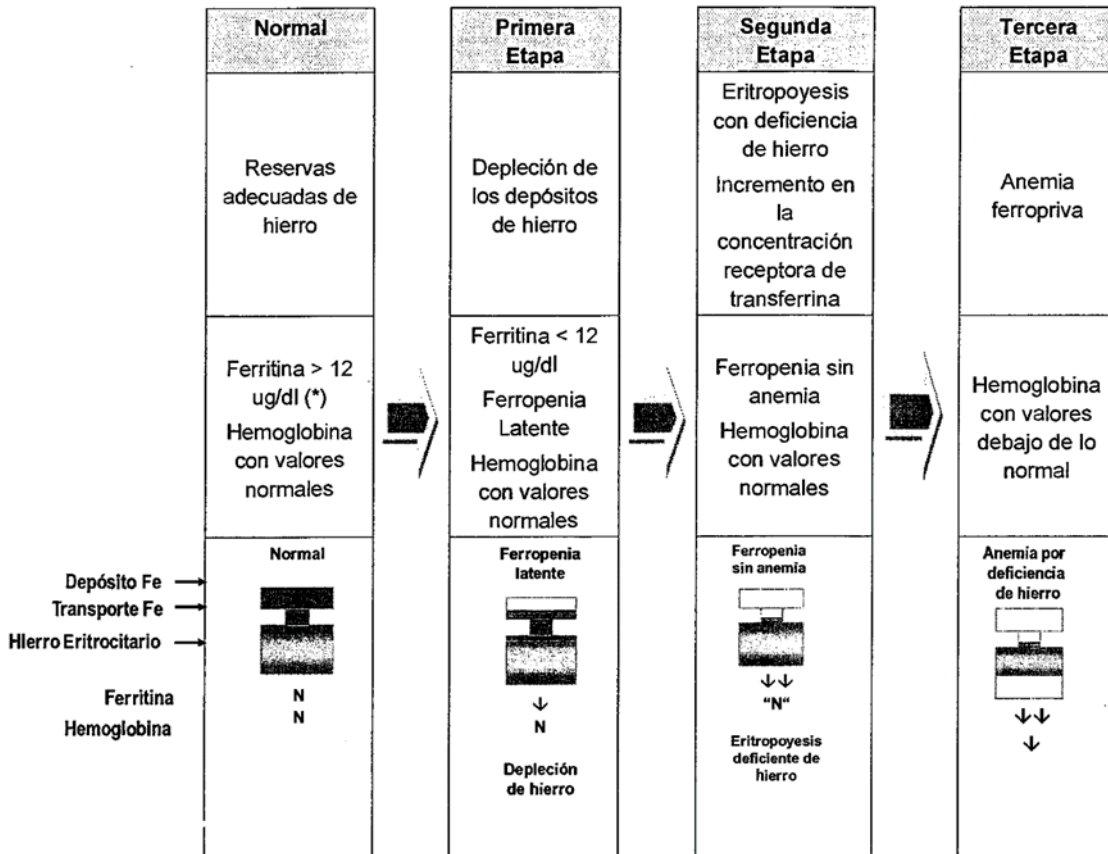 Normal
Primera
Etapa
Segunda
Etapa
Tercera
Etapa
Reservas
adecuadas de
hierro
Depleción de
los depósitos
de hierro
Eritropoyesis
con deficiencia
de hierro
Incremento en
la
concentración
receptora de
transferrina
Anemia
ferropriva
Ferritina > 12
ug/dl (*)
Hemoglobina
con valores
normales
Ferritina < 12
ug/dl
Ferropenia
Latente
Hemoglobina
con valores
normales
Ferropenia sin
anemia
Hemoglobina
con valores
normales
Hemoglobina
con valores
debajo de lo
normal
Depósito Fe
Transporte Fe
Hierro Eritrocitario
Ferritina
Hemoglobina
Normal
N
N
Ferropenia
latente
↓
N
Depleción
de hierro
Ferropenia
sin anemia
↓↓
"N"
Eritropoyesis
deficiente de
hierro
Anemia por
deficiencia
de hierro
↓↓
↓